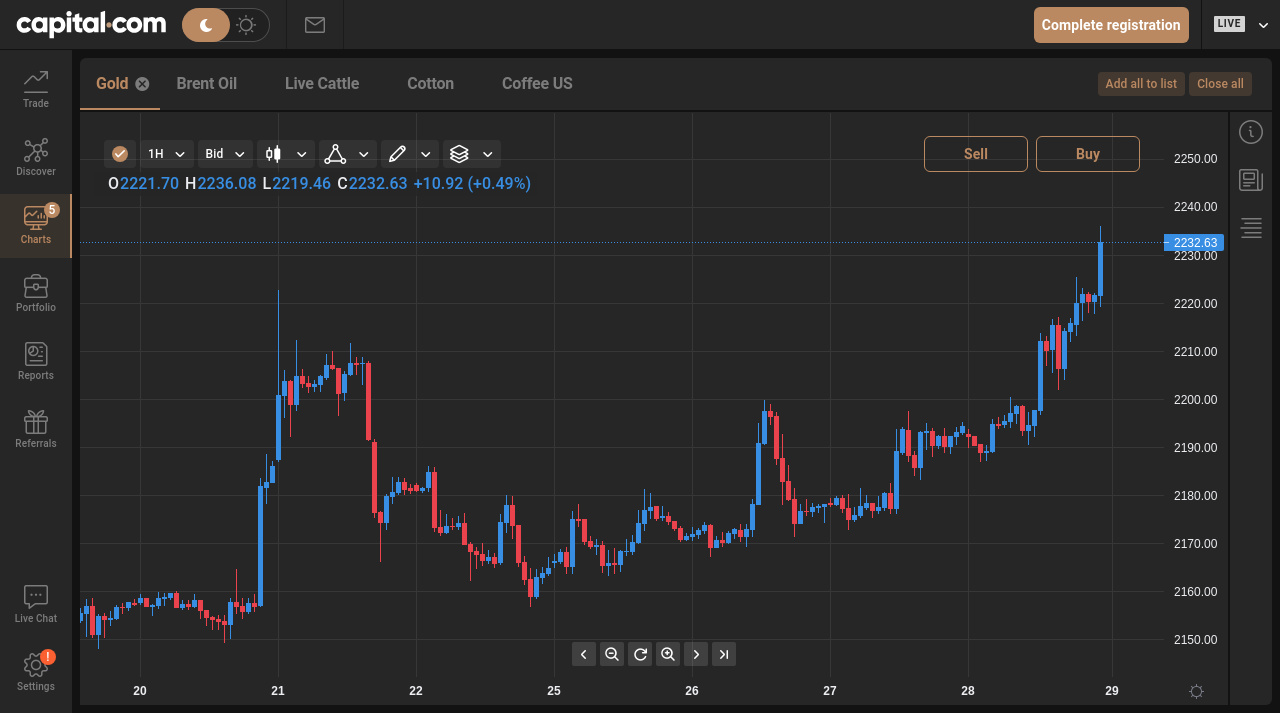 capital.com
Complete registration
LIVE
Trade
Discover
5
Charts
Portfolio
Reports
Referrals
Live Chat
!
Settings
Gold Brent Oil Live Cattle Cotton Coffee US
Add all to list Close all
1H Bid
Sell Buy
O2221.70 H2236.08 L2219.46 C2232.63 +10.92 (+0.49%)
2250.00
2240.00
2232.63
2230.00
2220.00
2210.00
2200.00
2190.00
2180.00
2170.00
2160.00
2150.00
20 21 22 25 26 27 28 29